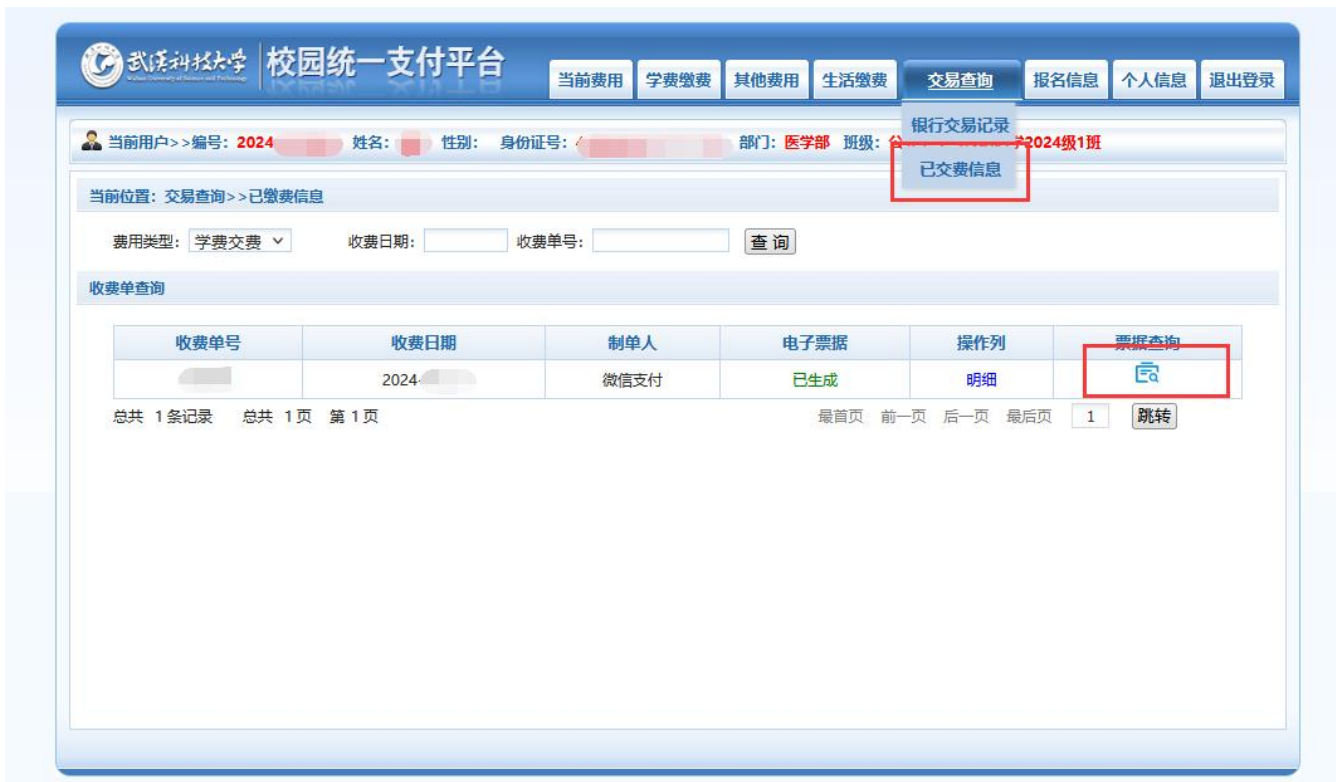 武汉科技大学 校园统一支付平台
Wuhan University of Science and Technology
当前费用 学费缴费 其他费用 生活缴费 交易查询 报名信息 个人信息 退出登录
银行交易记录
已交费信息
当前用户>>编号: 2024 姓名: 性别: 身份证号: 部门: 医学部 班级: 2024级1班
当前位置: 交易查询>>已缴费信息
费用类型: 学费交费 收费日期: 收费单号: 查 询
收费单查询
收费单号 收费日期 制单人 电子票据 操作列 票据查询
2024- 微信支付 已生成 明细
总共 1条记录 总共 1页 第1页 最首页 前一页 后一页 最后页 1 跳转